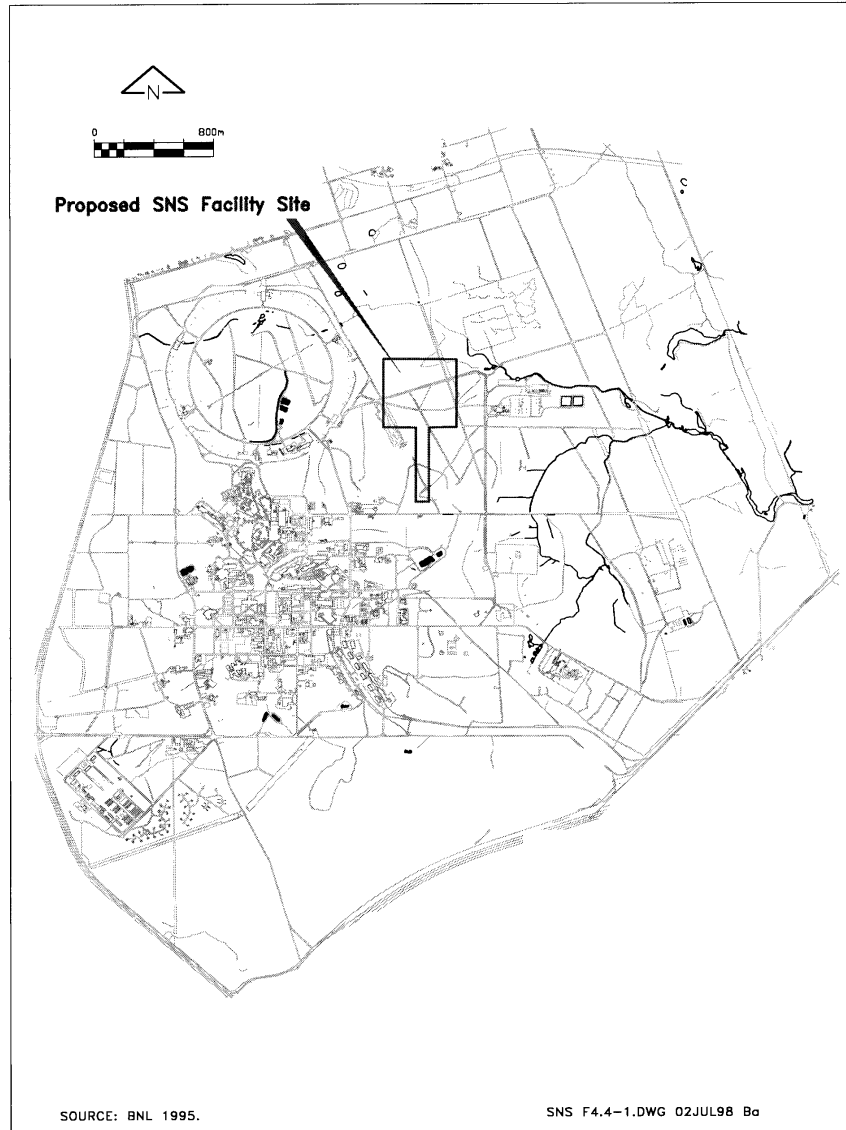 N
0 800m
Proposed SNS Facility Site
SOURCE: BNL 1995.
SNS F4.4-1.DWG 02JUL98 Ba